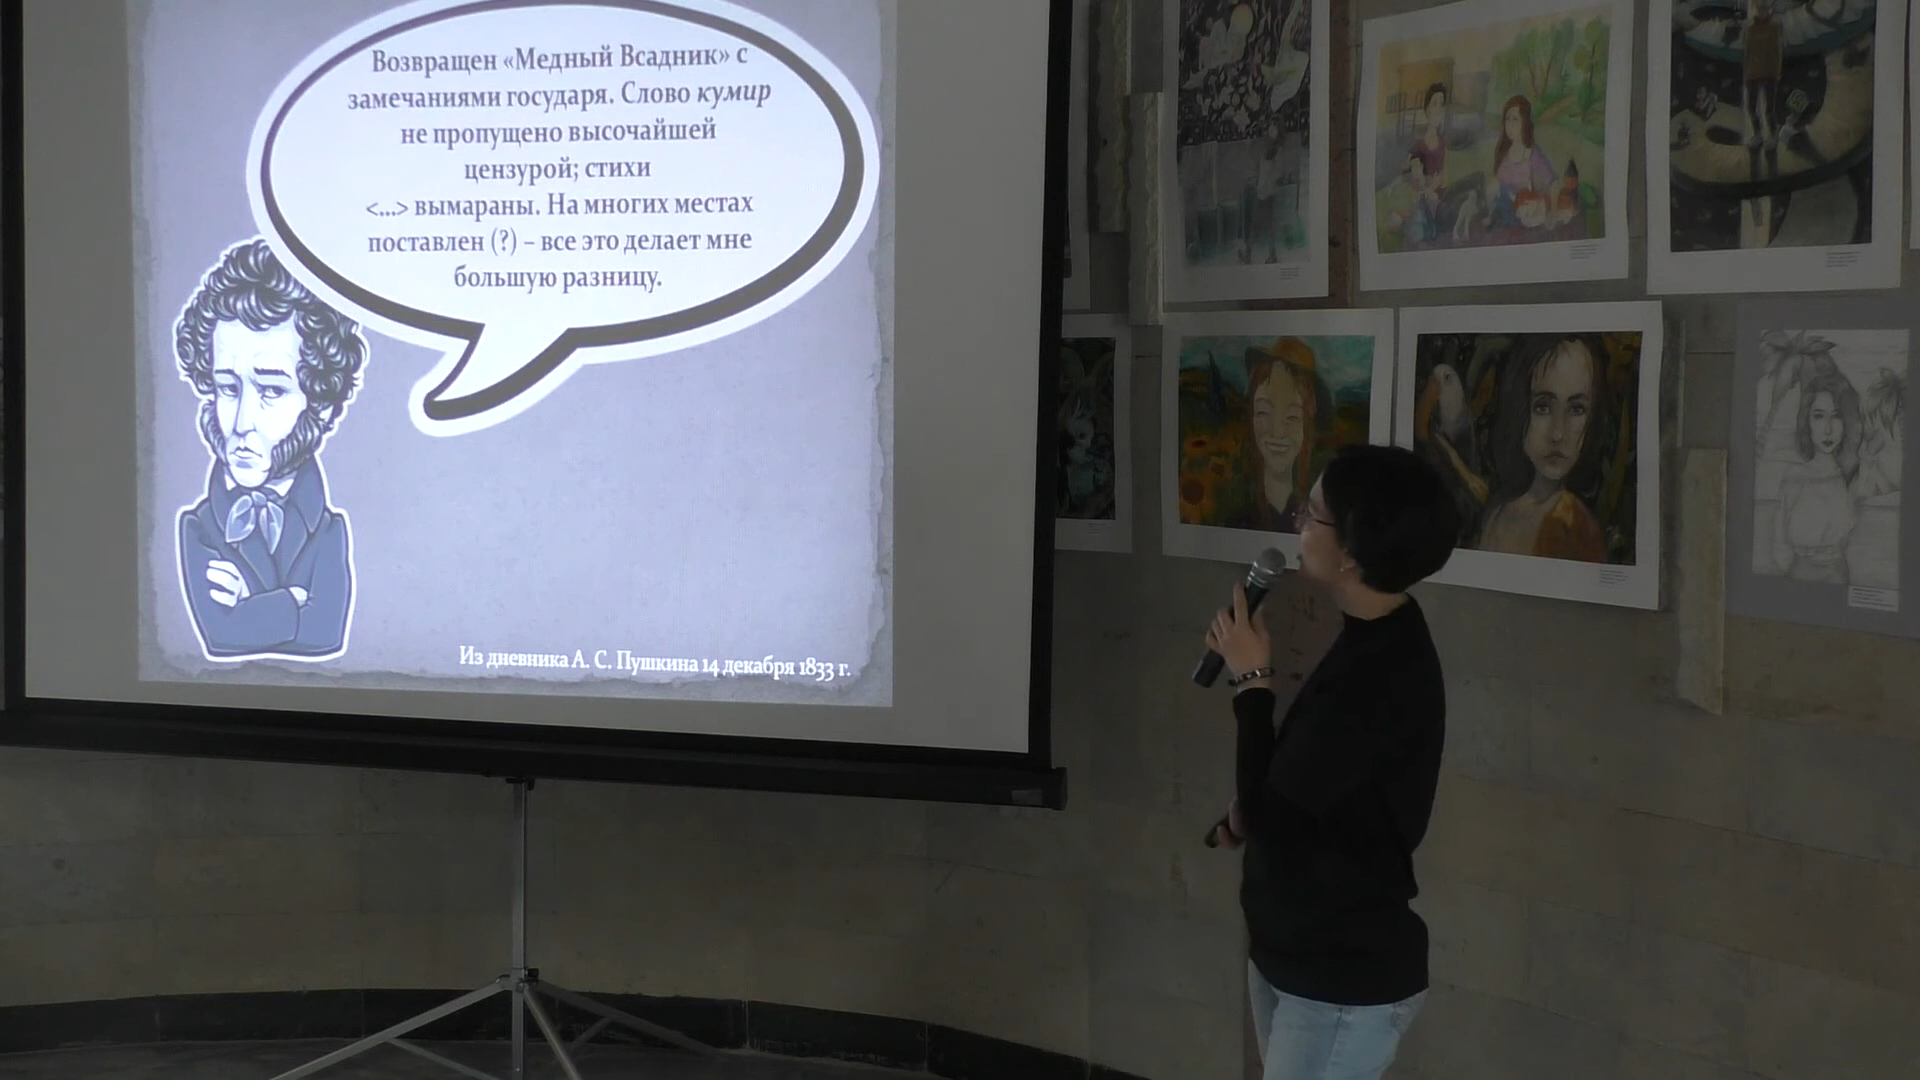 Возвращен «Медный Всадник» с
замечаниями государя. Слово кумир
не пропущено высочайшей
цензурой; стихи
<...> вымараны. На многих местах
поставлен (?) – все это делает мне
большую разницу.
Из дневника А. С. Пушкина 14 декабря 1833 г.